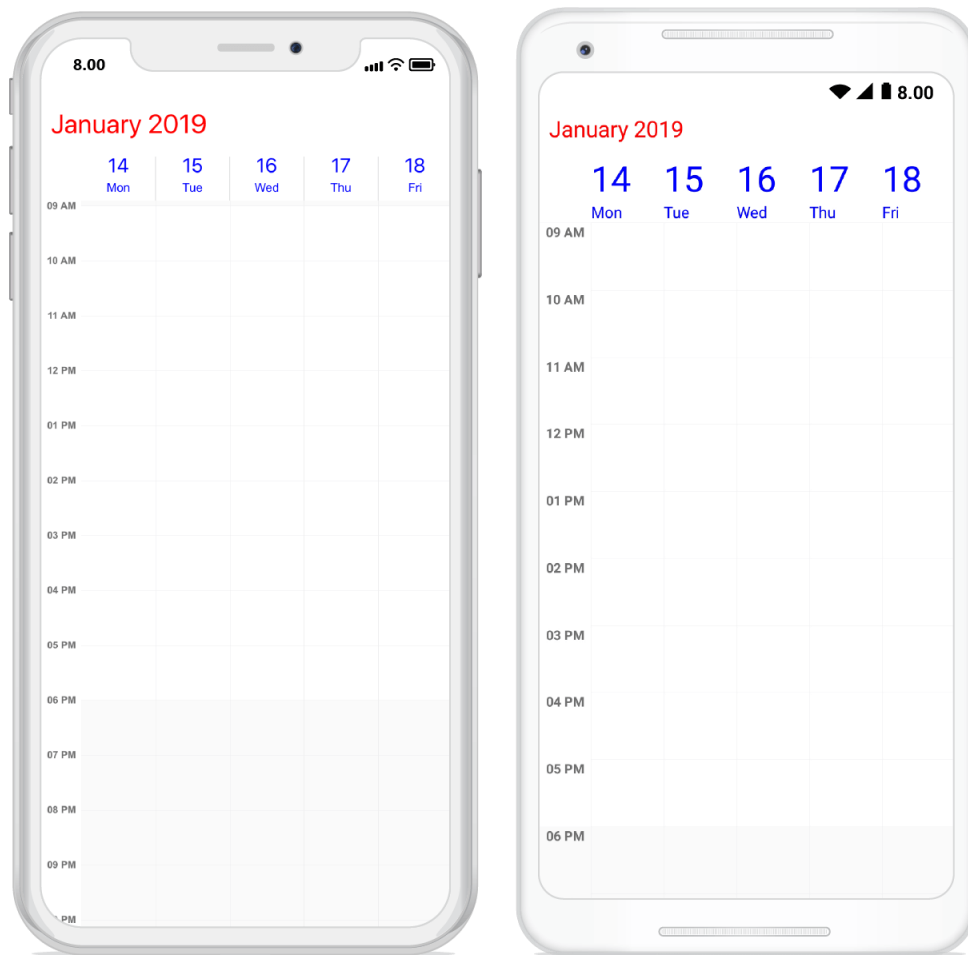 8.00
January 2019
14 15 16 17 18
Mon Tue Wed Thu Fri
09 AM
10 AM
11 AM
12 PM
01 PM
02 PM
03 PM
04 PM
05 PM
06 PM
07 PM
08 PM
09 PM
PM
8.00
January 2019
14 15 16 17 18
Mon Tue Wed Thu Fri
09 AM
10 AM
11 AM
12 PM
01 PM
02 PM
03 PM
04 PM
05 PM
06 PM